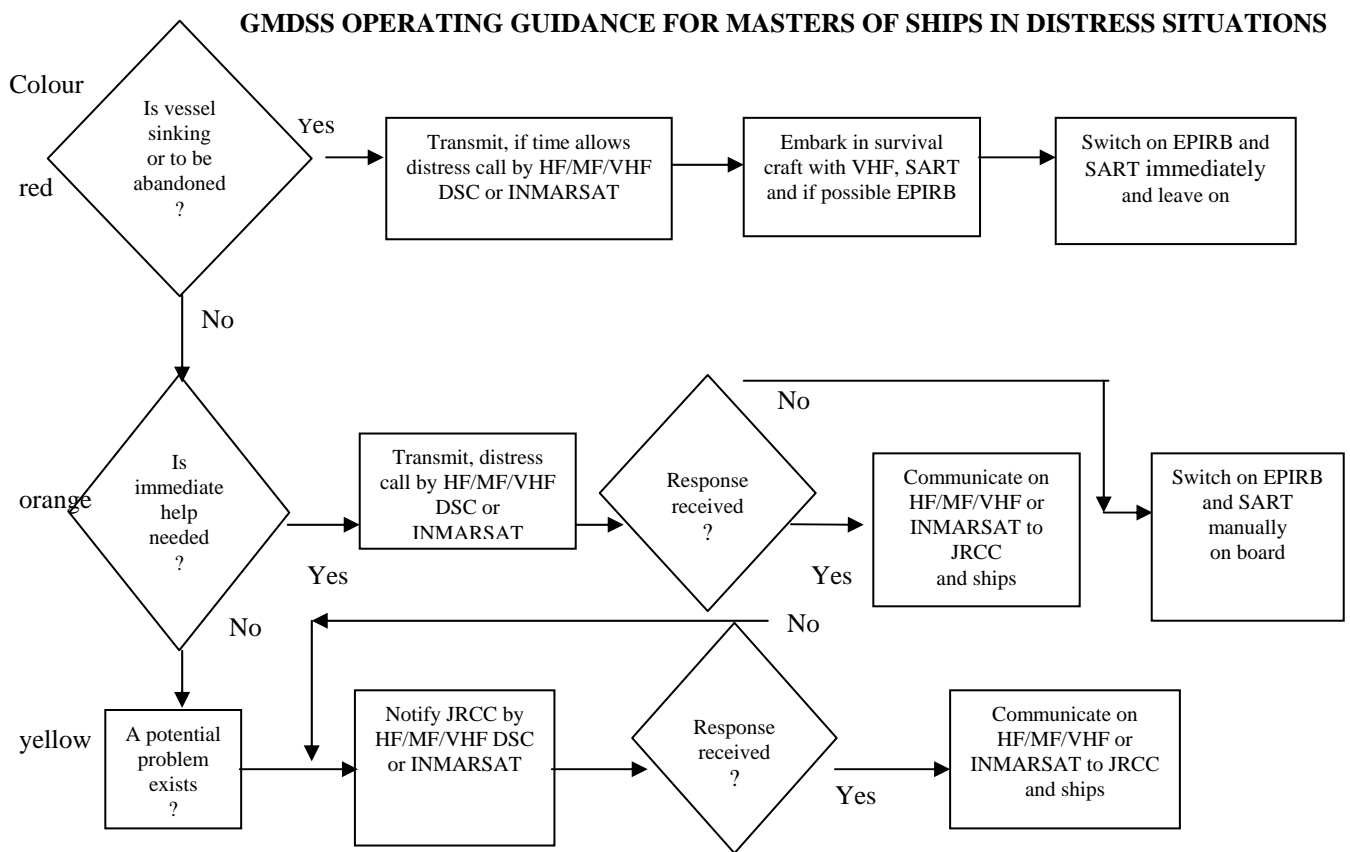 GMDSS OPERATING GUIDANCE FOR MASTERS OF SHIPS IN DISTRESS SITUATIONS
Colour
red
Is vessel
sinking
or to be
abandoned
?
Yes
Transmit, if time allows
distress call by HF/MF/VHF
DSC or INMARSAT
Embark in survival
craft with VHF, SART
and if possible EPIRB
Switch on EPIRB and
SART immediately
and leave on
No
orange
Is
immediate
help
needed
?
Yes
Transmit, distress
call by HF/MF/VHF
DSC or
INMARSAT
Response
received
?
No
Yes
Communicate on
HF/MF/VHF or
INMARSAT to
JRCC
and ships
Switch on EPIRB
and SART
manually
on board
No
yellow
A potential
problem
exists
?
Notify JRCC by
HF/MF/VHF DSC
or INMARSAT
Response
received
?
No
Yes
Communicate on
HF/MF/VHF or
INMARSAT to JRCC
and ships